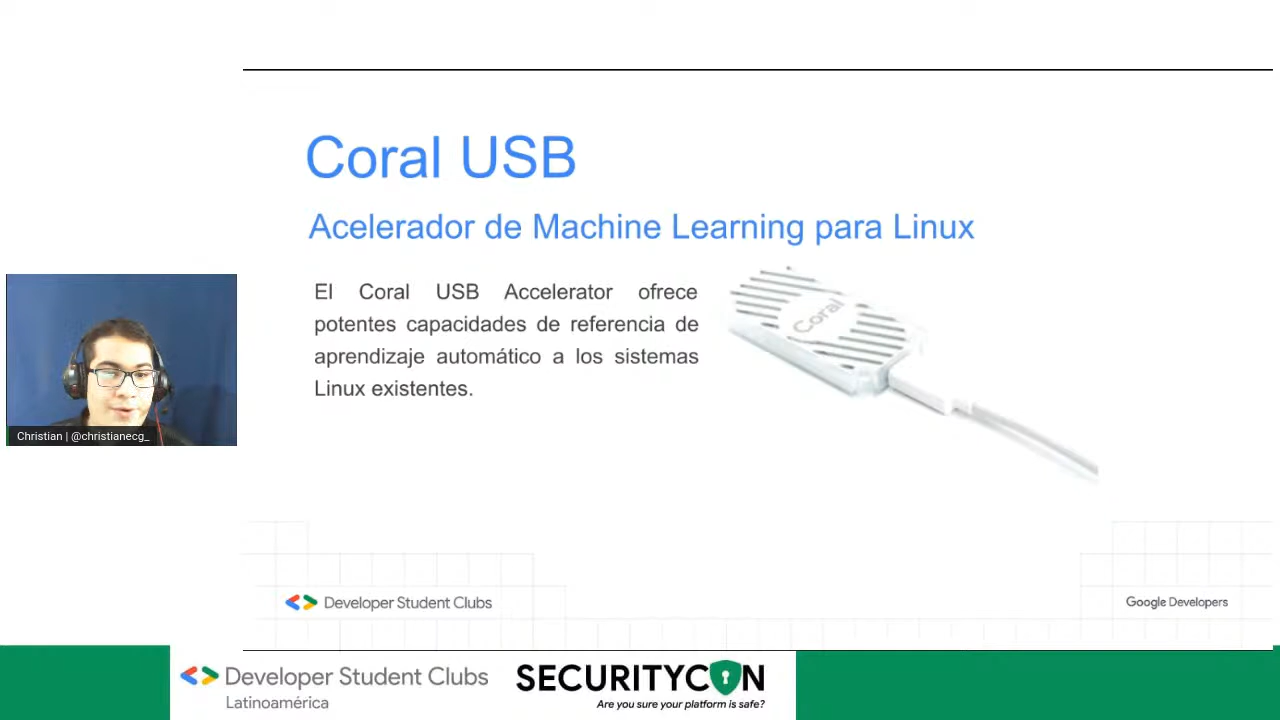 Coral USB
Acelerador de Machine Learning para Linux
El Coral USB Accelerator ofrece
potentes capacidades de referencia de
aprendizaje automático a los sistemas
Linux existentes.
Coral
Christian | @christianecg_
Developer Student Clubs
Google Developers
Developer Student Clubs
Latinoamérica
SECURITYCON
Are you sure your platform is safe?